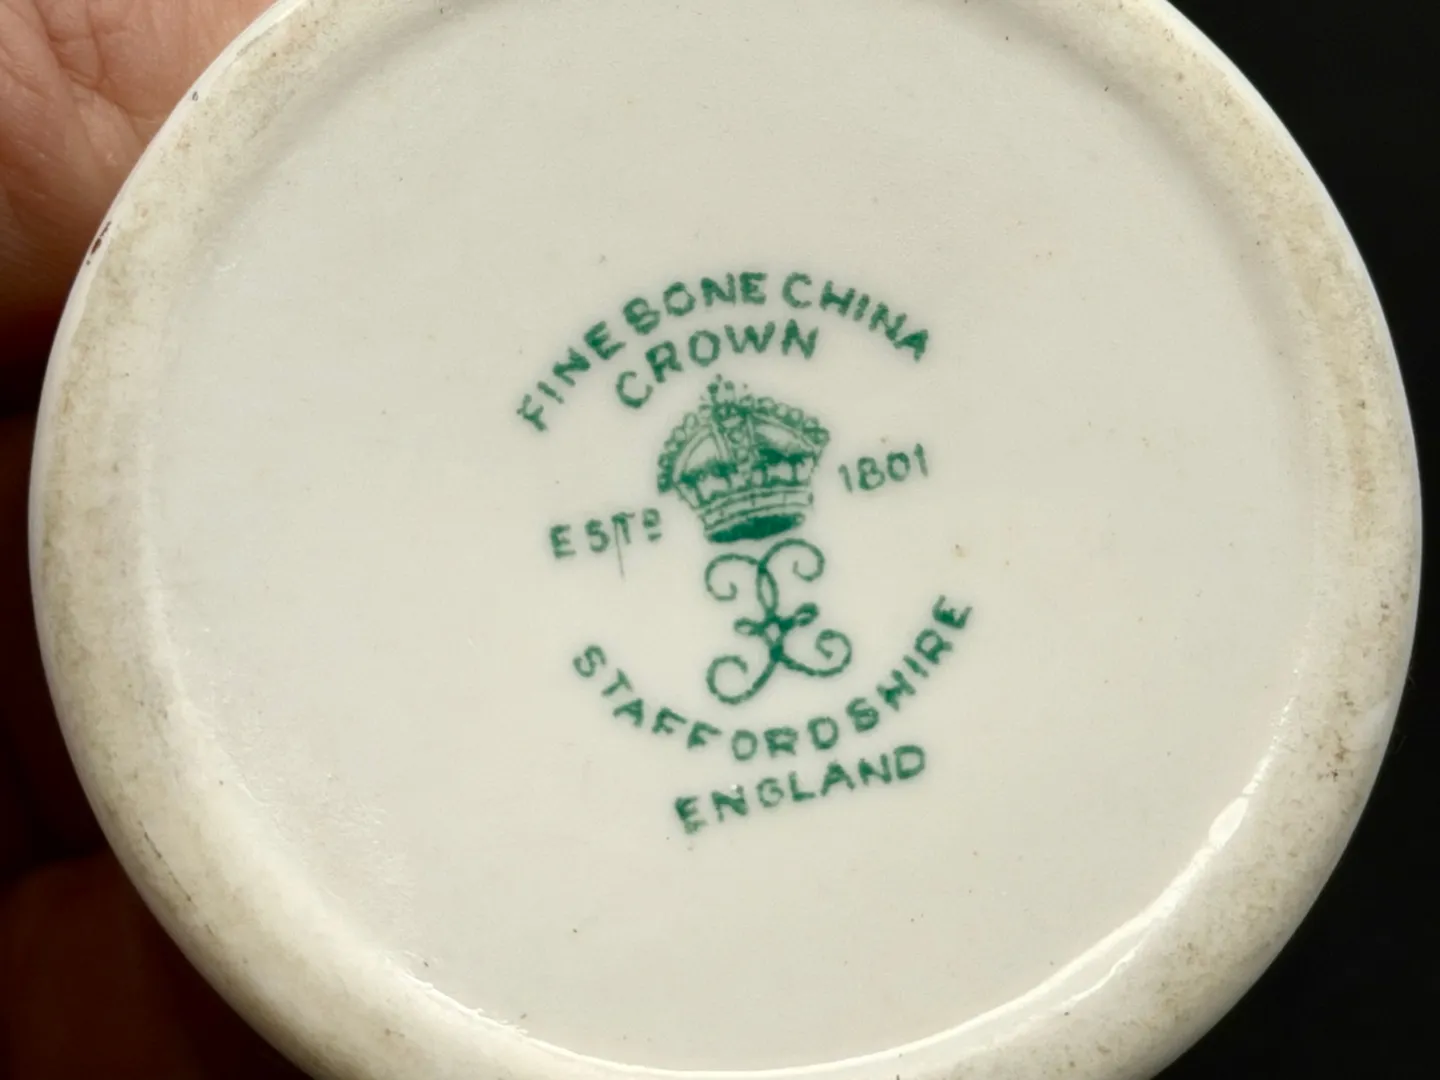 FINE BONE CHINA
CROWN
ESTD 1801
STAFFORDSHIRE
ENGLAND